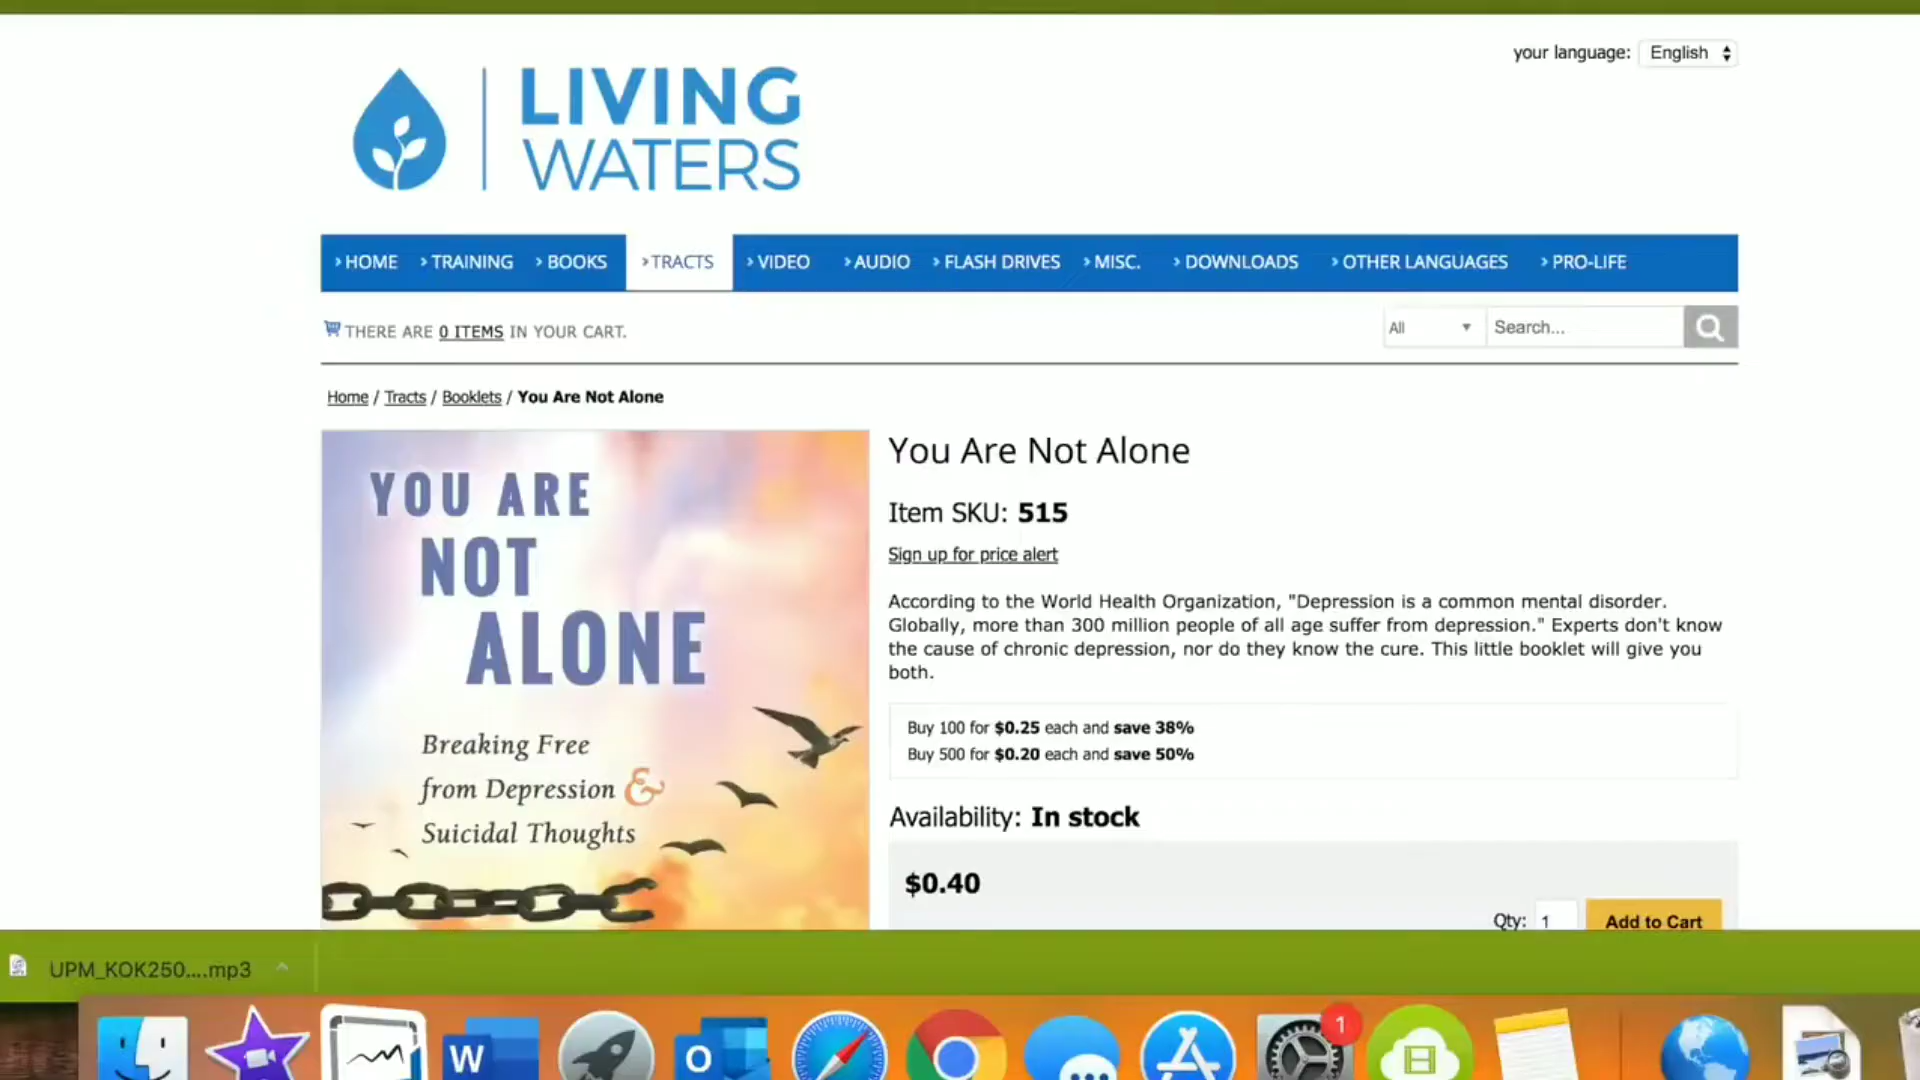 your language: English
LIVING
WATERS
HOME TRAINING BOOKS TRACTS VIDEO AUDIO FLASH DRIVES MISC. DOWNLOADS OTHER LANGUAGES PRO-LIFE
THERE ARE 0 ITEMS IN YOUR CART.
All Search...
Home / Tracts / Booklets / You Are Not Alone
YOU ARE
NOT
ALONE
Breaking Free
from Depression &
Suicidal Thoughts
You Are Not Alone
Item SKU: 515
Sign up for price alert
According to the World Health Organization, "Depression is a common mental disorder.
Globally, more than 300 million people of all age suffer from depression." Experts don't know
the cause of chronic depression, nor do they know the cure. This little booklet will give you
both.
Buy 100 for $0.25 each and save 38%
Buy 500 for $0.20 each and save 50%
Availability: In stock
$0.40
Qty: 1 Add to Cart
UPM_KOK250....mp3
W O 1